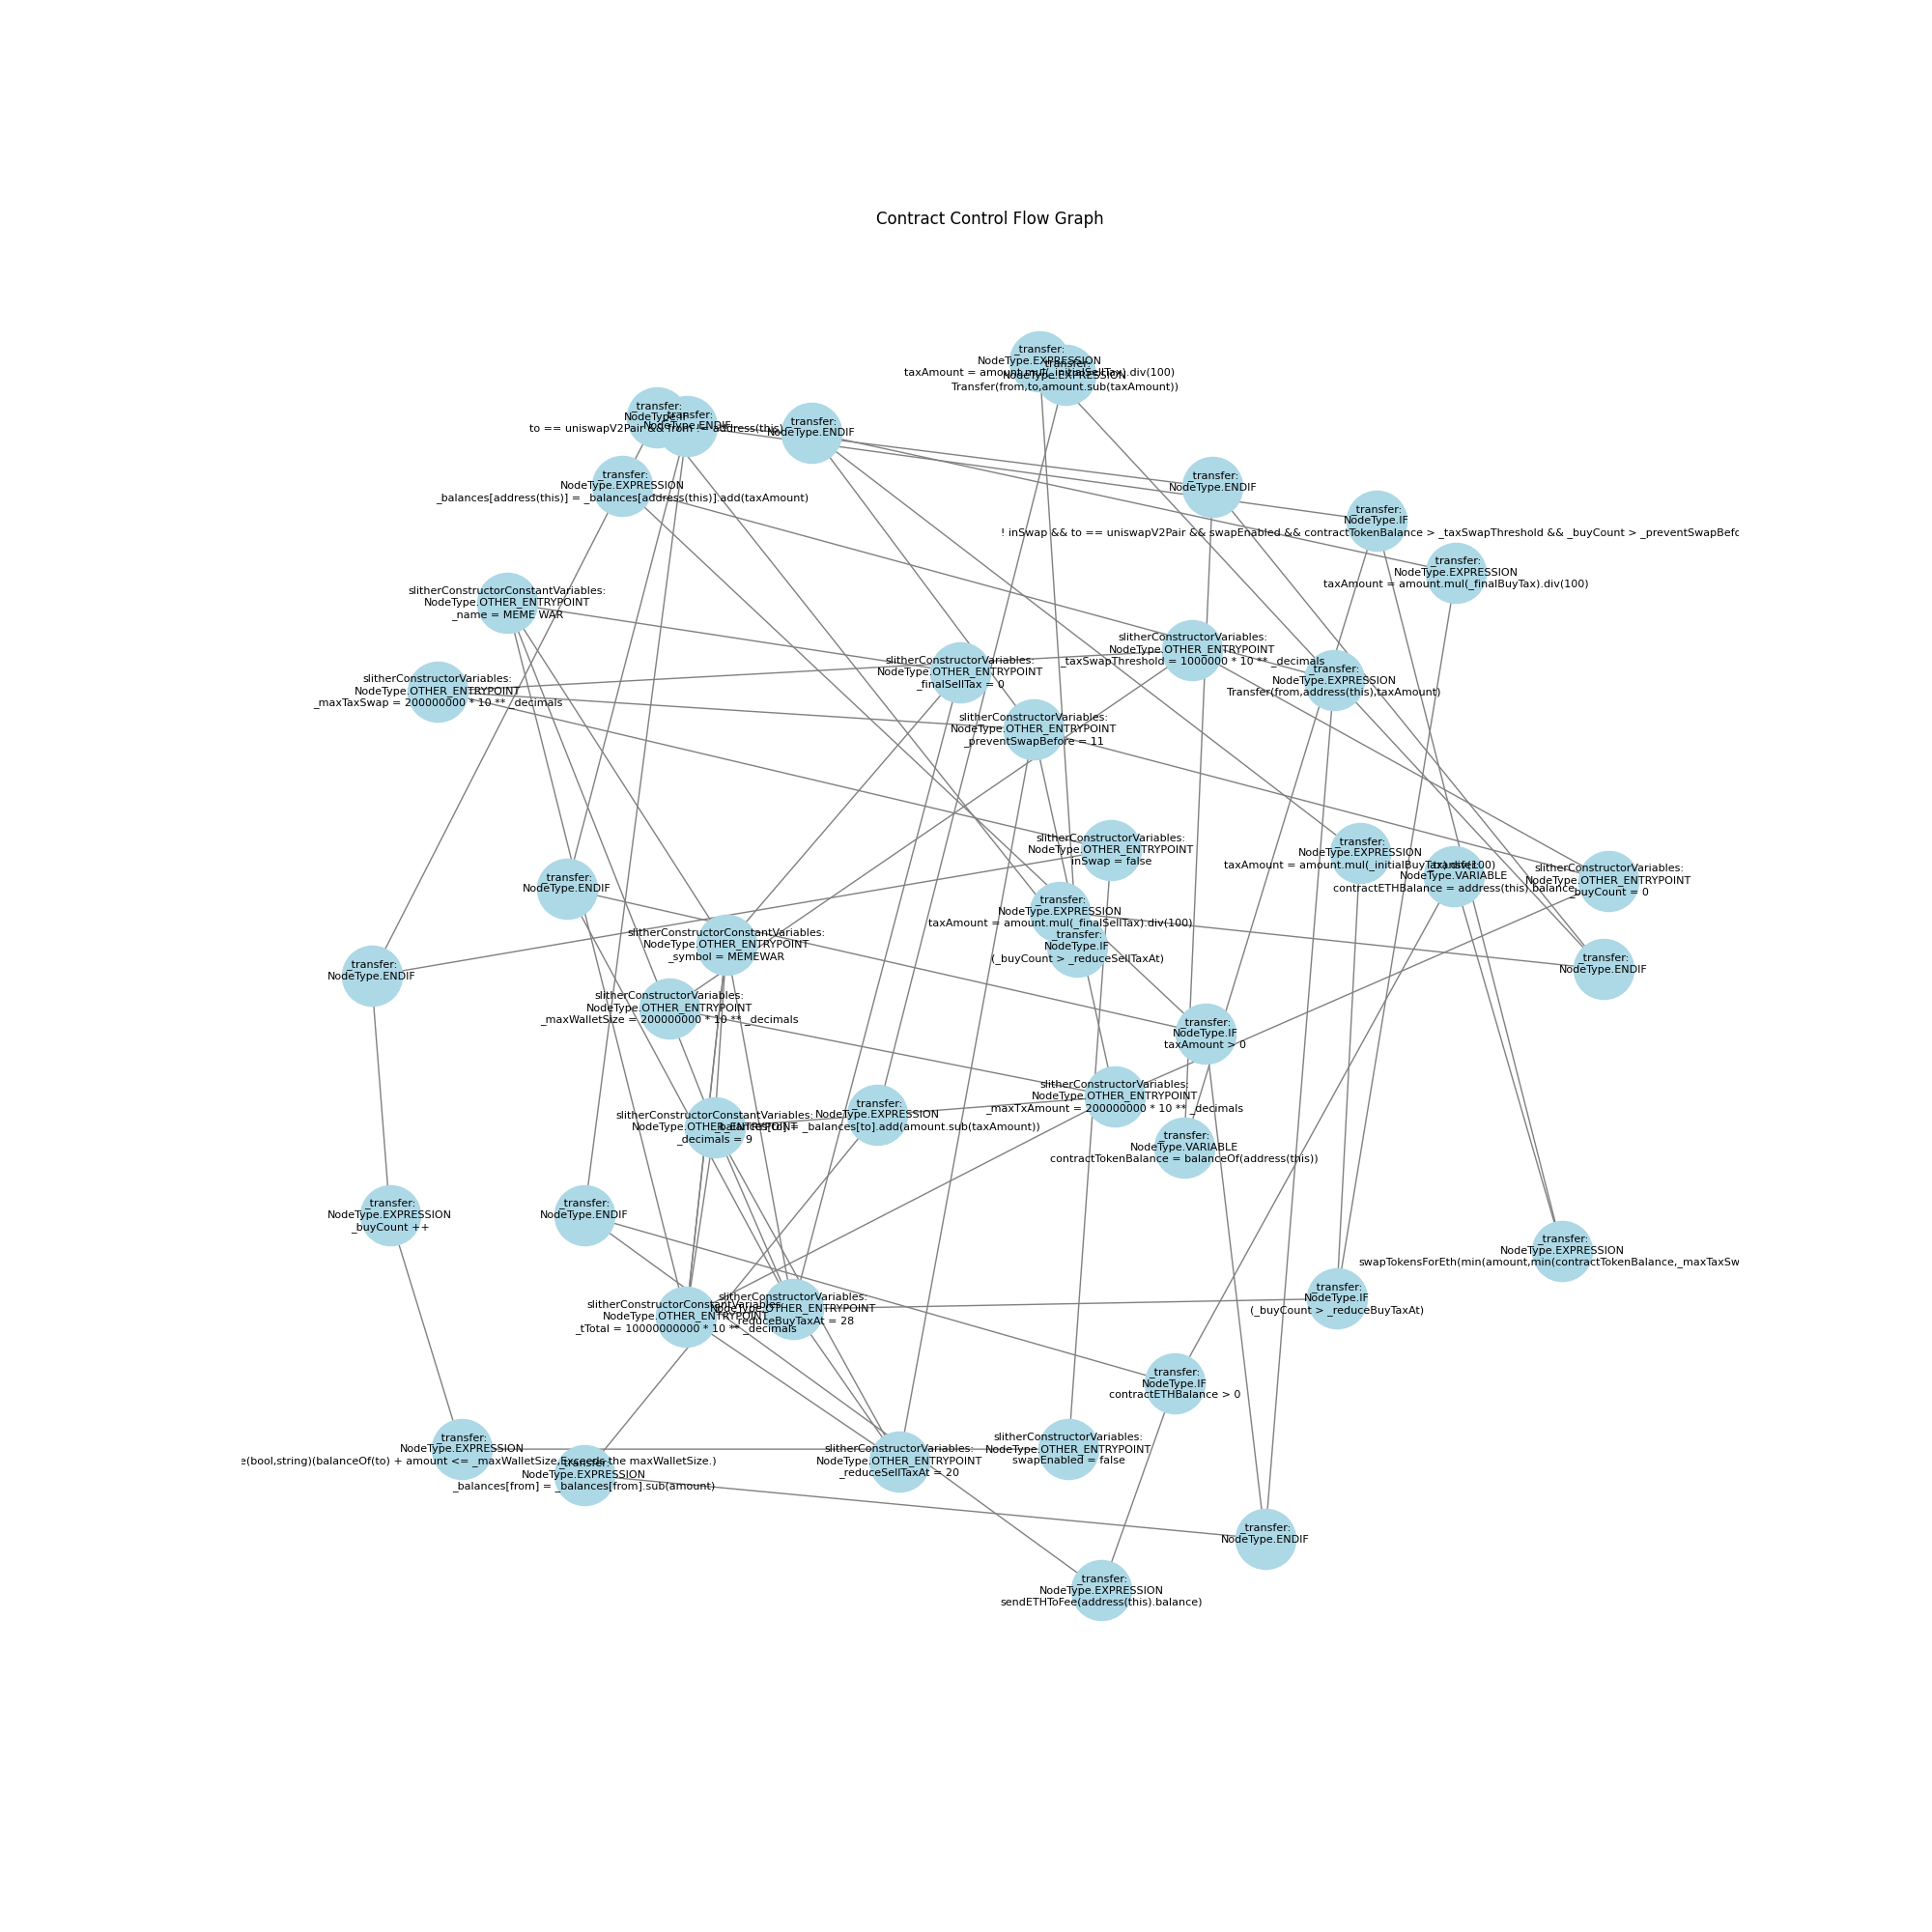 Contract Control Flow Graph
_transfer:
NodeType.EXPRESSION
taxAmount = amount.mul(_initialSellTax).div(100)
_transfer:
NodeType.EXPRESSION
Transfer(from,to,amount.sub(taxAmount))
_transfer:
NodeType.IF
to == uniswapV2Pair && from != address(this)
_transfer:
NodeType.ENDIF
_transfer:
NodeType.ENDIF
_transfer:
NodeType.EXPRESSION
_balances[address(this)] = _balances[address(this)].add(taxAmount)
_transfer:
NodeType.ENDIF
_transfer:
NodeType.IF
! inSwap && to == uniswapV2Pair && swapEnabled && contractTokenBalance > _taxSwapThreshold && _buyCount > _preventSwapBefo
_transfer:
NodeType.EXPRESSION
taxAmount = amount.mul(_finalBuyTax).div(100)
slitherConstructorConstantVariables:
NodeType.OTHER_ENTRYPOINT
_name = MEME WAR
slitherConstructorVariables:
NodeType.OTHER_ENTRYPOINT
_taxSwapThreshold = 1000000 * 10 ** _decimals
slitherConstructorVariables:
NodeType.OTHER_ENTRYPOINT
_finalSellTax = 0
_transfer:
NodeType.EXPRESSION
Transfer(from,address(this),taxAmount)
slitherConstructorVariables:
NodeType.OTHER_ENTRYPOINT
_maxTaxSwap = 200000000 * 10 ** _decimals
slitherConstructorVariables:
NodeType.OTHER_ENTRYPOINT
_preventSwapBefore = 11
slitherConstructorVariables:
NodeType.OTHER_ENTRYPOINT
inSwap = false
_transfer:
NodeType.EXPRESSION
taxAmount = amount.mul(_initialBuyTax).div(100)
_transfer:
NodeType.VARIABLE
contractETHBalance = address(this).balance
slitherConstructorVariables:
NodeType.OTHER_ENTRYPOINT
_buyCount = 0
_transfer:
NodeType.ENDIF
_transfer:
NodeType.EXPRESSION
taxAmount = amount.mul(_finalSellTax).div(100)
_transfer:
NodeType.IF
(_buyCount > _reduceSellTaxAt)
slitherConstructorConstantVariables:
NodeType.OTHER_ENTRYPOINT
_symbol = MEMEWAR
_transfer:
NodeType.ENDIF
_transfer:
NodeType.ENDIF
slitherConstructorVariables:
NodeType.OTHER_ENTRYPOINT
_maxWalletSize = 200000000 * 10 ** _decimals
_transfer:
NodeType.IF
taxAmount > 0
slitherConstructorVariables:
NodeType.OTHER_ENTRYPOINT
_maxTxAmount = 200000000 * 10 ** _decimals
slitherConstructorConstantVariables:
NodeType.OTHER_ENTRYPOINT
_decimals = 9
_transfer:
NodeType.EXPRESSION
_balances[to] = _balances[to].add(amount.sub(taxAmount))
_transfer:
NodeType.VARIABLE
contractTokenBalance = balanceOf(address(this))
_transfer:
NodeType.EXPRESSION
_buyCount ++
_transfer:
NodeType.ENDIF
_transfer:
NodeType.EXPRESSION
swapTokensForEth(min(amount,min(contractTokenBalance,_maxTaxSw
_transfer:
NodeType.IF
(_buyCount > _reduceBuyTaxAt)
slitherConstructorConstantVariables:
NodeType.OTHER_ENTRYPOINT
_tTotal = 10000000000 * 10 ** _decimals
slitherConstructorVariables:
NodeType.OTHER_ENTRYPOINT
_reduceBuyTaxAt = 28
_transfer:
NodeType.IF
contractETHBalance > 0
_transfer:
NodeType.EXPRESSION
e(bool,string)(balanceOf(to) + amount <= _maxWalletSize,Exceeds the maxWalletSize.)
slitherConstructorVariables:
NodeType.OTHER_ENTRYPOINT
swapEnabled = false
slitherConstructorVariables:
NodeType.OTHER_ENTRYPOINT
_reduceSellTaxAt = 20
_transfer:
NodeType.EXPRESSION
_balances[from] = _balances[from].sub(amount)
_transfer:
NodeType.ENDIF
_transfer:
NodeType.EXPRESSION
sendETHToFee(address(this).balance)